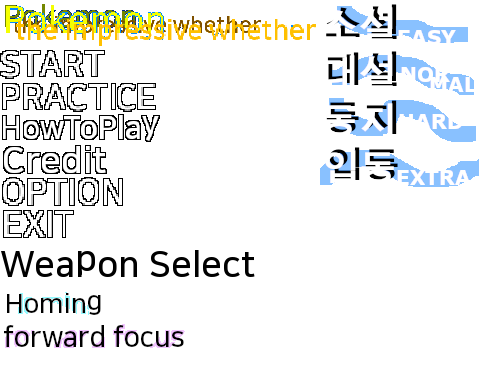 Pokemon
the impressive whether
START
PRACTICE
HowToPlay
Credit
OPTION
EXIT
Weapon Select
Homing
forward focus
소설 EASY
대설 NORMAL
동지 HARD
입동 EXTRA